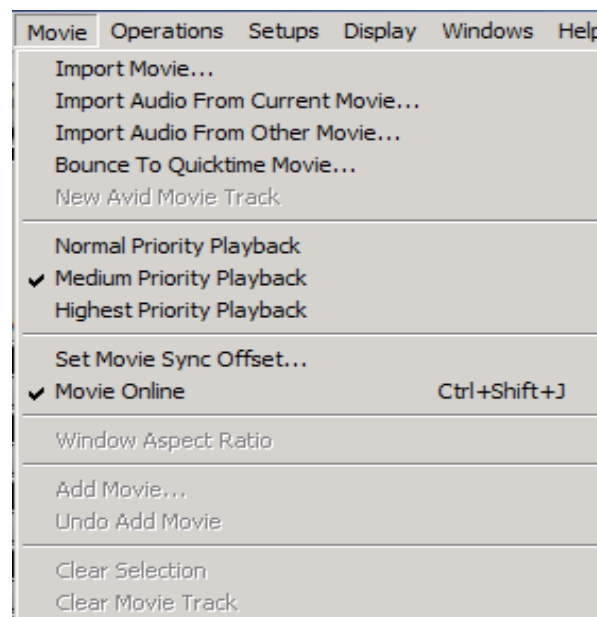 Movie Operations Setups Display Windows Help
Import Movie...
Import Audio From Current Movie...
Import Audio From Other Movie...
Bounce To Quicktime Movie...
New Avid Movie Track
Normal Priority Playback
Medium Priority Playback
Highest Priority Playback
Set Movie Sync Offset...
Movie Online Ctrl+Shift+J
Window Aspect Ratio
Add Movie...
Undo Add Movie
Clear Selection
Clear Movie Track